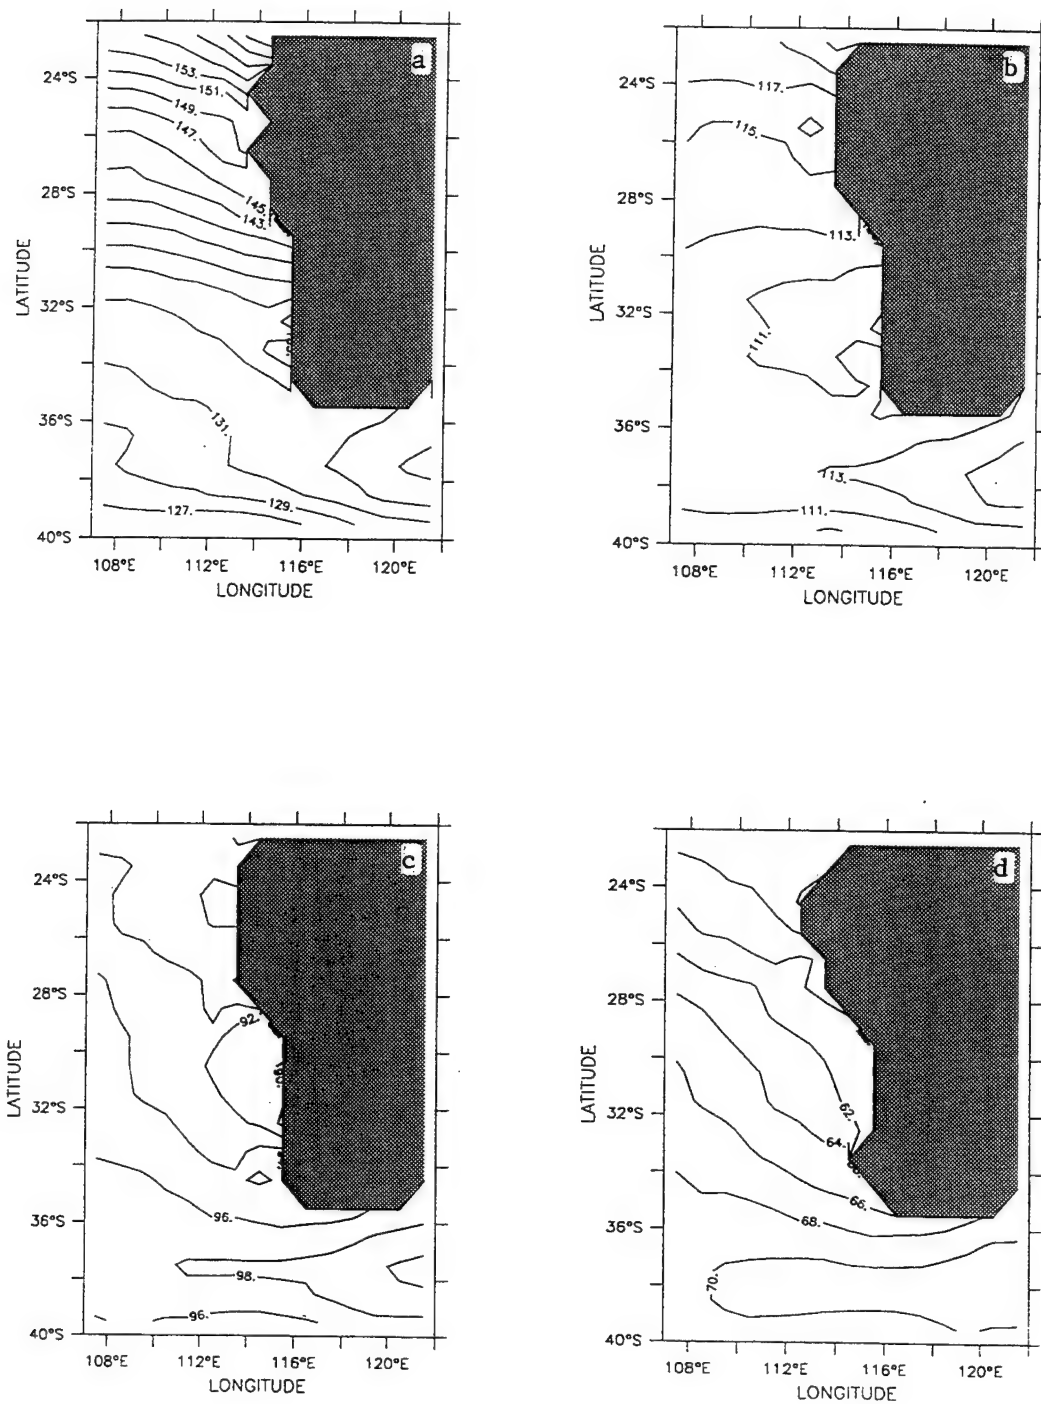 a
153.
151.
149.
147.
145.
143.
131.
129.
127.
24°S
28°S
32°S
36°S
40°S
LATITUDE
108°E 112°E 116°E 120°E
LONGITUDE
b
117.
115.
113.
111.
113.
111.
24°S
28°S
32°S
36°S
40°S
LATITUDE
108°E 112°E 116°E 120°E
LONGITUDE
c
92.
96.
98.
96.
24°S
28°S
32°S
36°S
40°S
LATITUDE
108°E 112°E 116°E 120°E
LONGITUDE
d
62.
64.
66.
68.
70.
24°S
28°S
32°S
36°S
40°S
LATITUDE
108°E 112°E 116°E 120°E
LONGITUDE